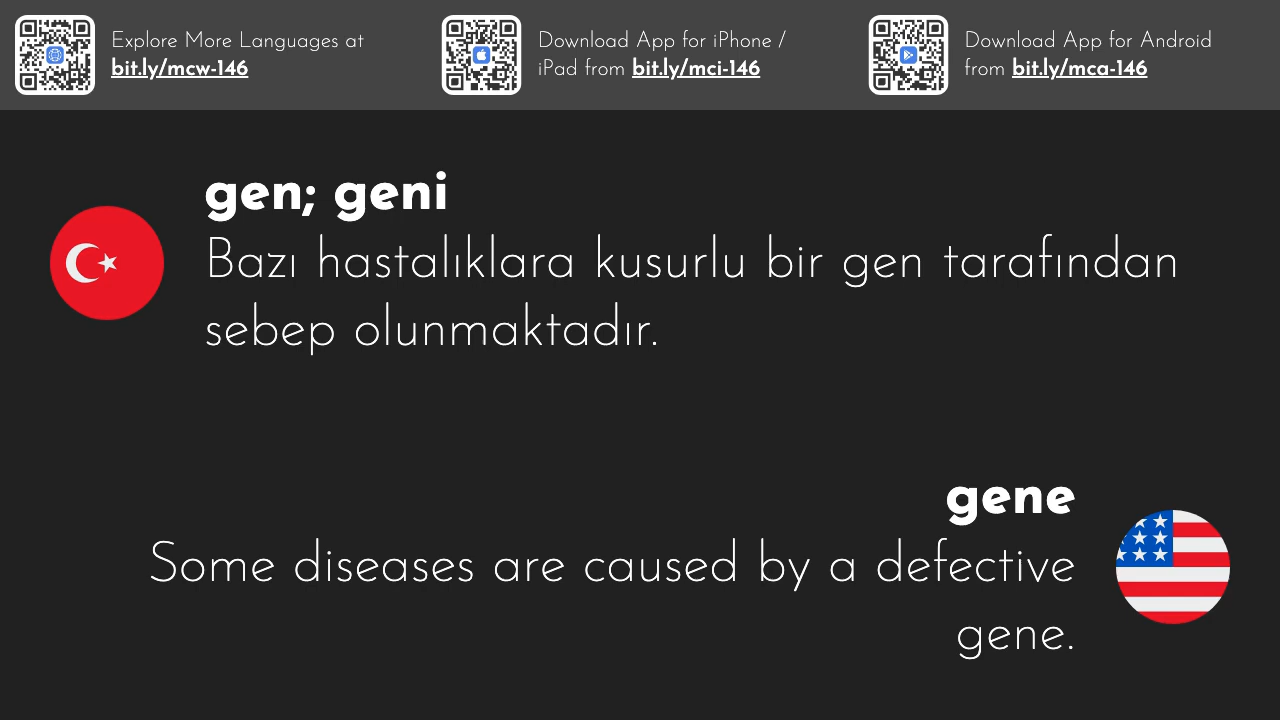 Explore More Languages at
bit.ly/mcw-146
Download App for iPhone /
iPad from bit.ly/mci-146
Download App for Android
from bit.ly/mca-146
gen; geni
Bazı hastalıklara kusurlu bir gen tarafından
sebep olunmaktadır.
gene
Some diseases are caused by a defective
gene.